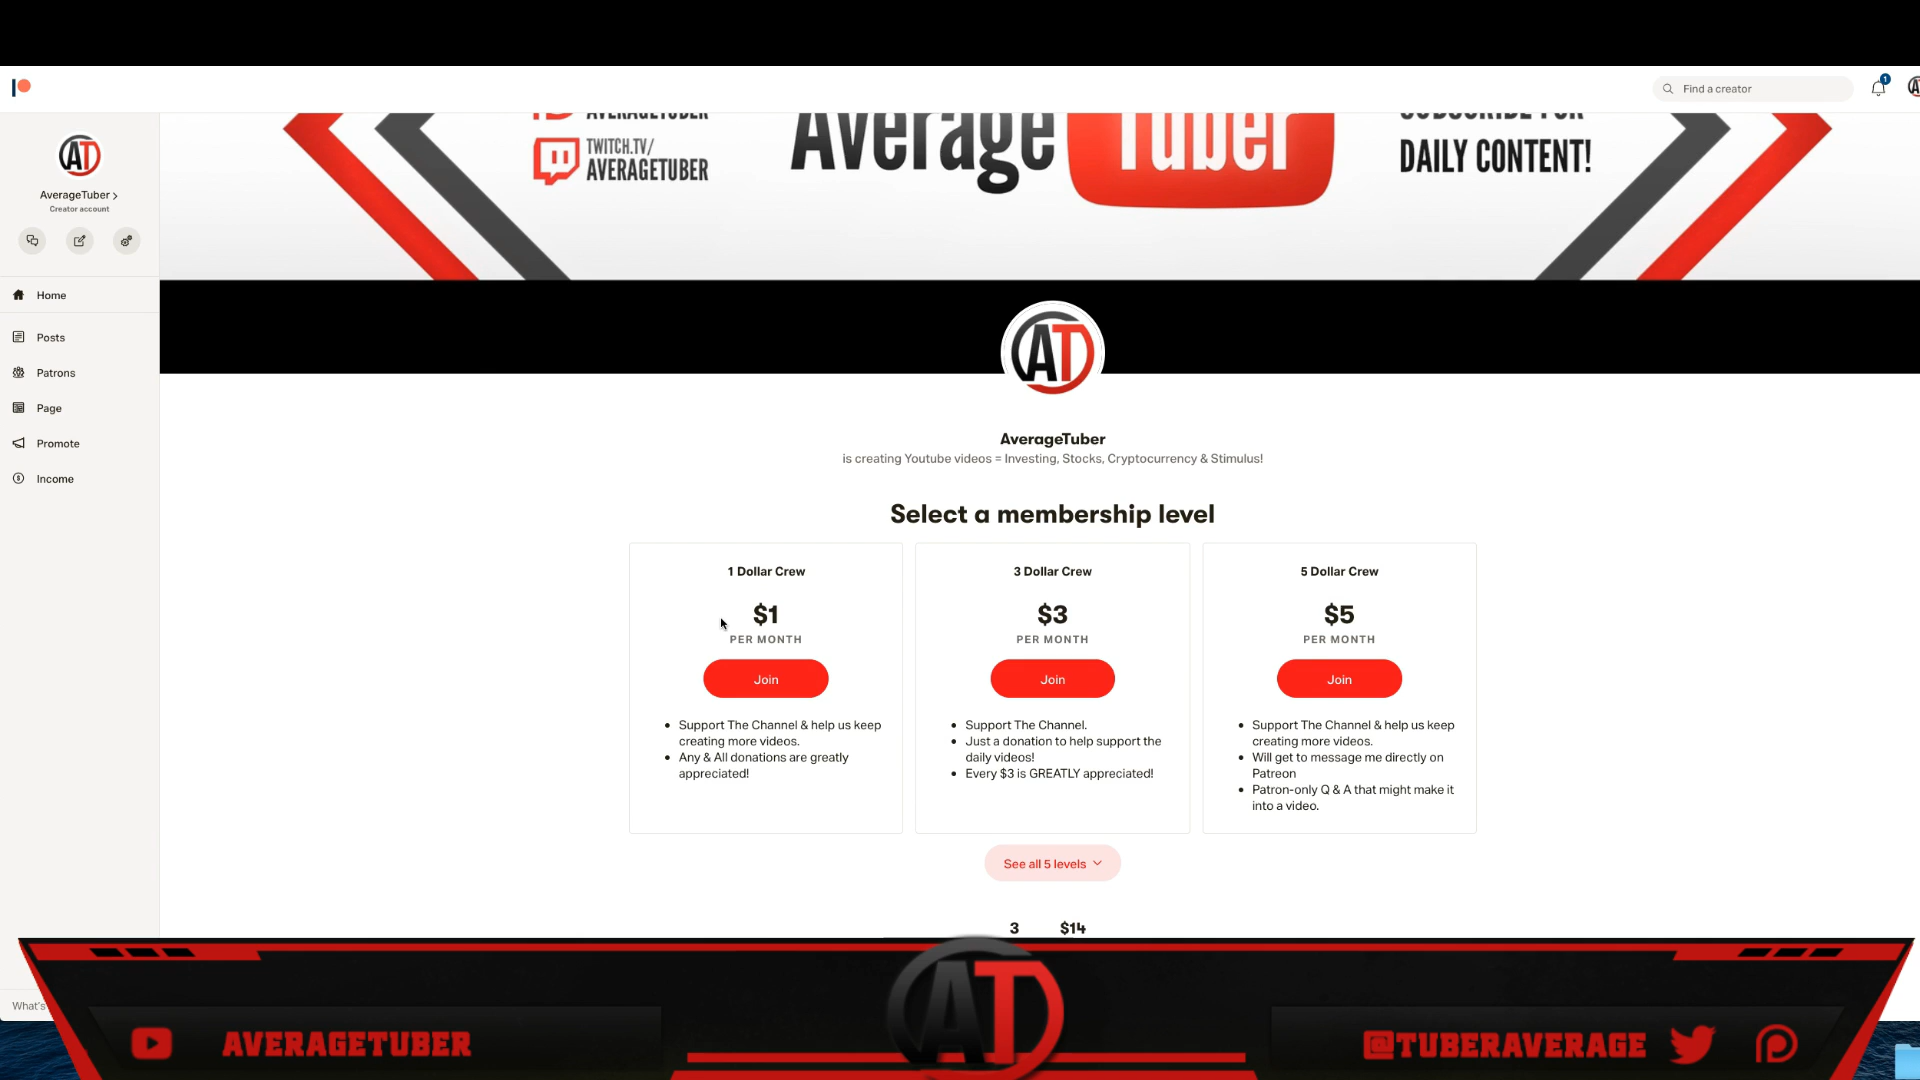 Find a creator
1
AVERAGETUBER
TWITCH.TV/
AVERAGETUBER
Average Tuber
SUBSCRIBE FOR
DAILY CONTENT!
AT
AverageTuber
Creator account
Home
Posts
Patrons
Page
Promote
Income
AT
AverageTuber
is creating Youtube videos = Investing, Stocks, Cryptocurrency & Stimulus!
Select a membership level
1 Dollar Crew
$1
PER MONTH
Join
• Support The Channel & help us keep
creating more videos.
• Any & All donations are greatly
appreciated!
3 Dollar Crew
$3
PER MONTH
Join
• Support The Channel.
• Just a donation to help support the
daily videos!
• Every $3 is GREATLY appreciated!
5 Dollar Crew
$5
PER MONTH
Join
• Support The Channel & help us keep
creating more videos.
• Will get to message me directly on
Patreon
• Patron-only Q & A that might make it
into a video.
See all 5 levels
3 $14
What's
AVERAGETUBER
AT
@TUBERAVERAGE